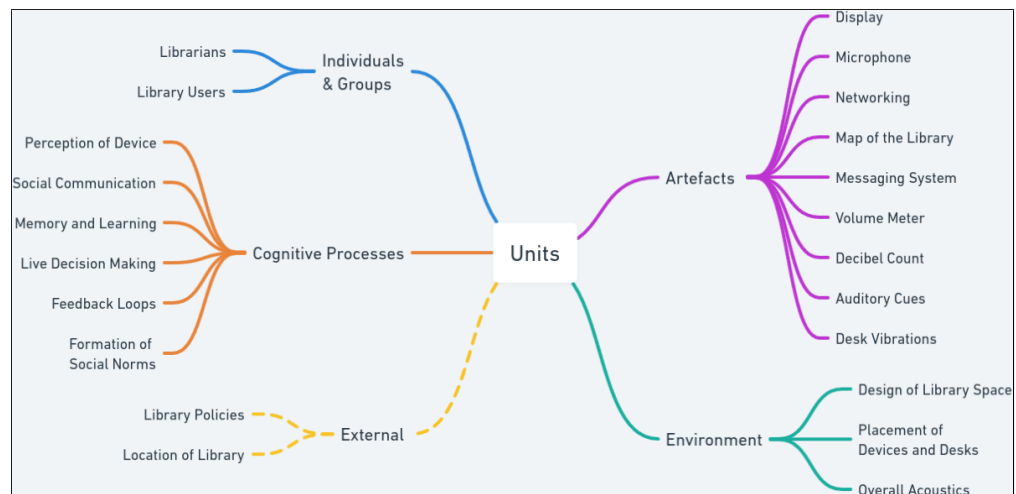 Units
Individuals
& Groups
Librarians
Library Users
Cognitive Processes
Perception of Device
Social Communication
Memory and Learning
Live Decision Making
Feedback Loops
Formation of
Social Norms
External
Library Policies
Location of Library
Artefacts
Display
Microphone
Networking
Map of the Library
Messaging System
Volume Meter
Decibel Count
Auditory Cues
Desk Vibrations
Environment
Design of Library Space
Placement of
Devices and Desks
Overall Acoustics